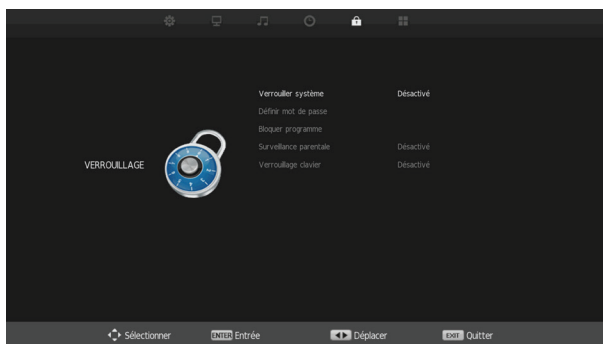 Verrouiller système Désactivé
Définir mot de passe
Bloquer programme
Surveillance parentale Désactivé
Verrouillage clavier Désactivé
VERROUILLAGE
Sélectionner ENTER Entrée Déplacer EXIT Quitter